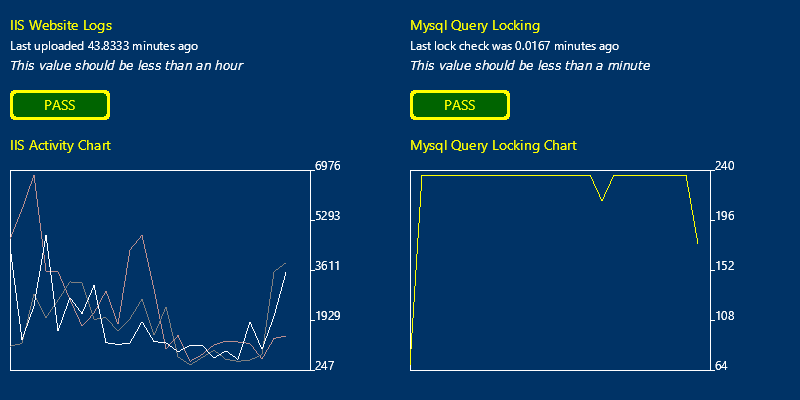 IIS Website Logs
Last uploaded 43.8333 minutes ago
This value should be less than an hour
PASS
IIS Activity Chart
6976
5293
3611
1929
247
Mysql Query Locking
Last lock check was 0.0167 minutes ago
This value should be less than a minute
PASS
Mysql Query Locking Chart
240
196
152
108
64